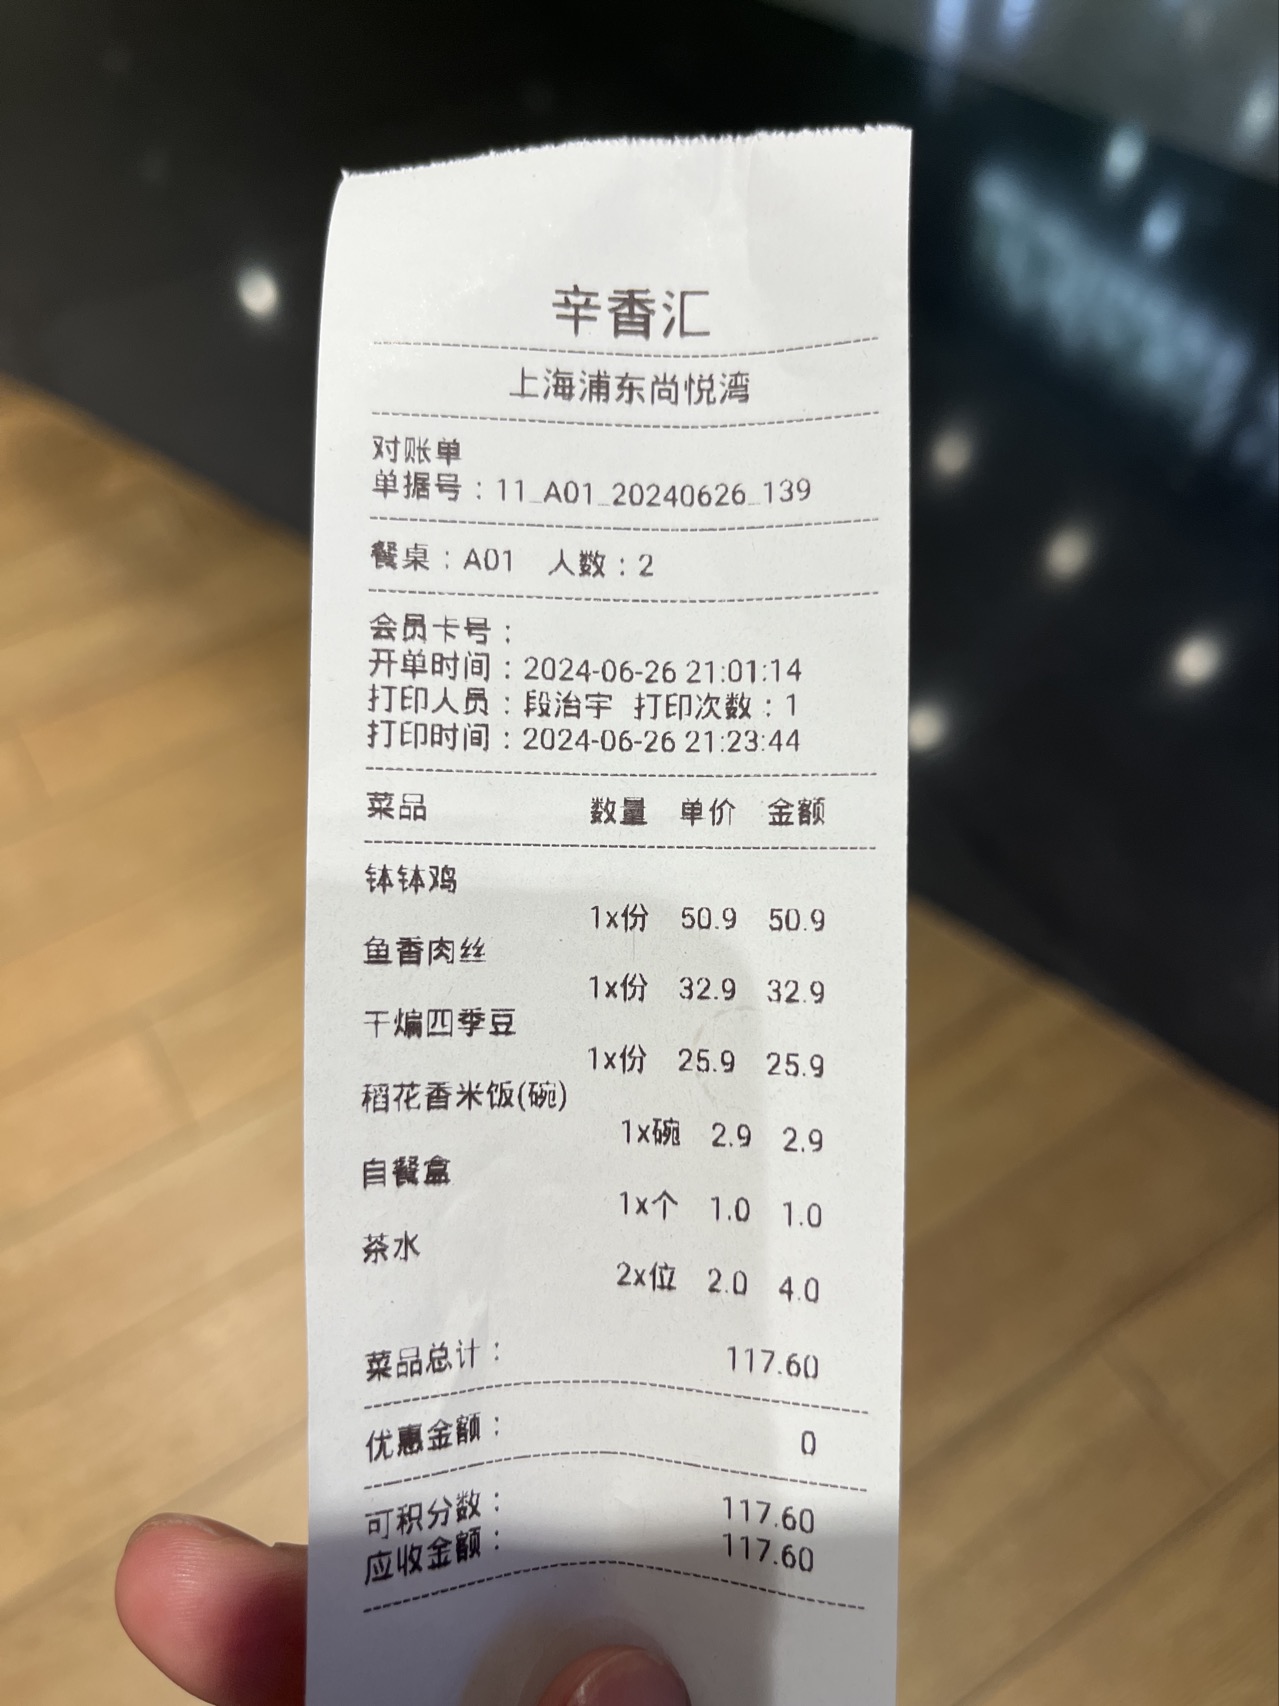 辛香汇
上海浦东尚悦湾
对账单
单据号：11_A01_20240626_139
餐桌：A01 人数：2
会员卡号：
开单时间：2024-06-26 21:01:14
打印人员：段治宇 打印次数：1
打印时间：2024-06-26 21:23:44
菜品 数量 单价 金额
钵钵鸡
1x份 50.9 50.9
鱼香肉丝
1x份 32.9 32.9
干煸四季豆
1x份 25.9 25.9
稻花香米饭(碗)
1x碗 2.9 2.9
自餐盒
1x个 1.0 1.0
茶水
2x位 2.0 4.0
菜品总计： 117.60
优惠金额： 0
可积分数： 117.60
应收金额： 117.60